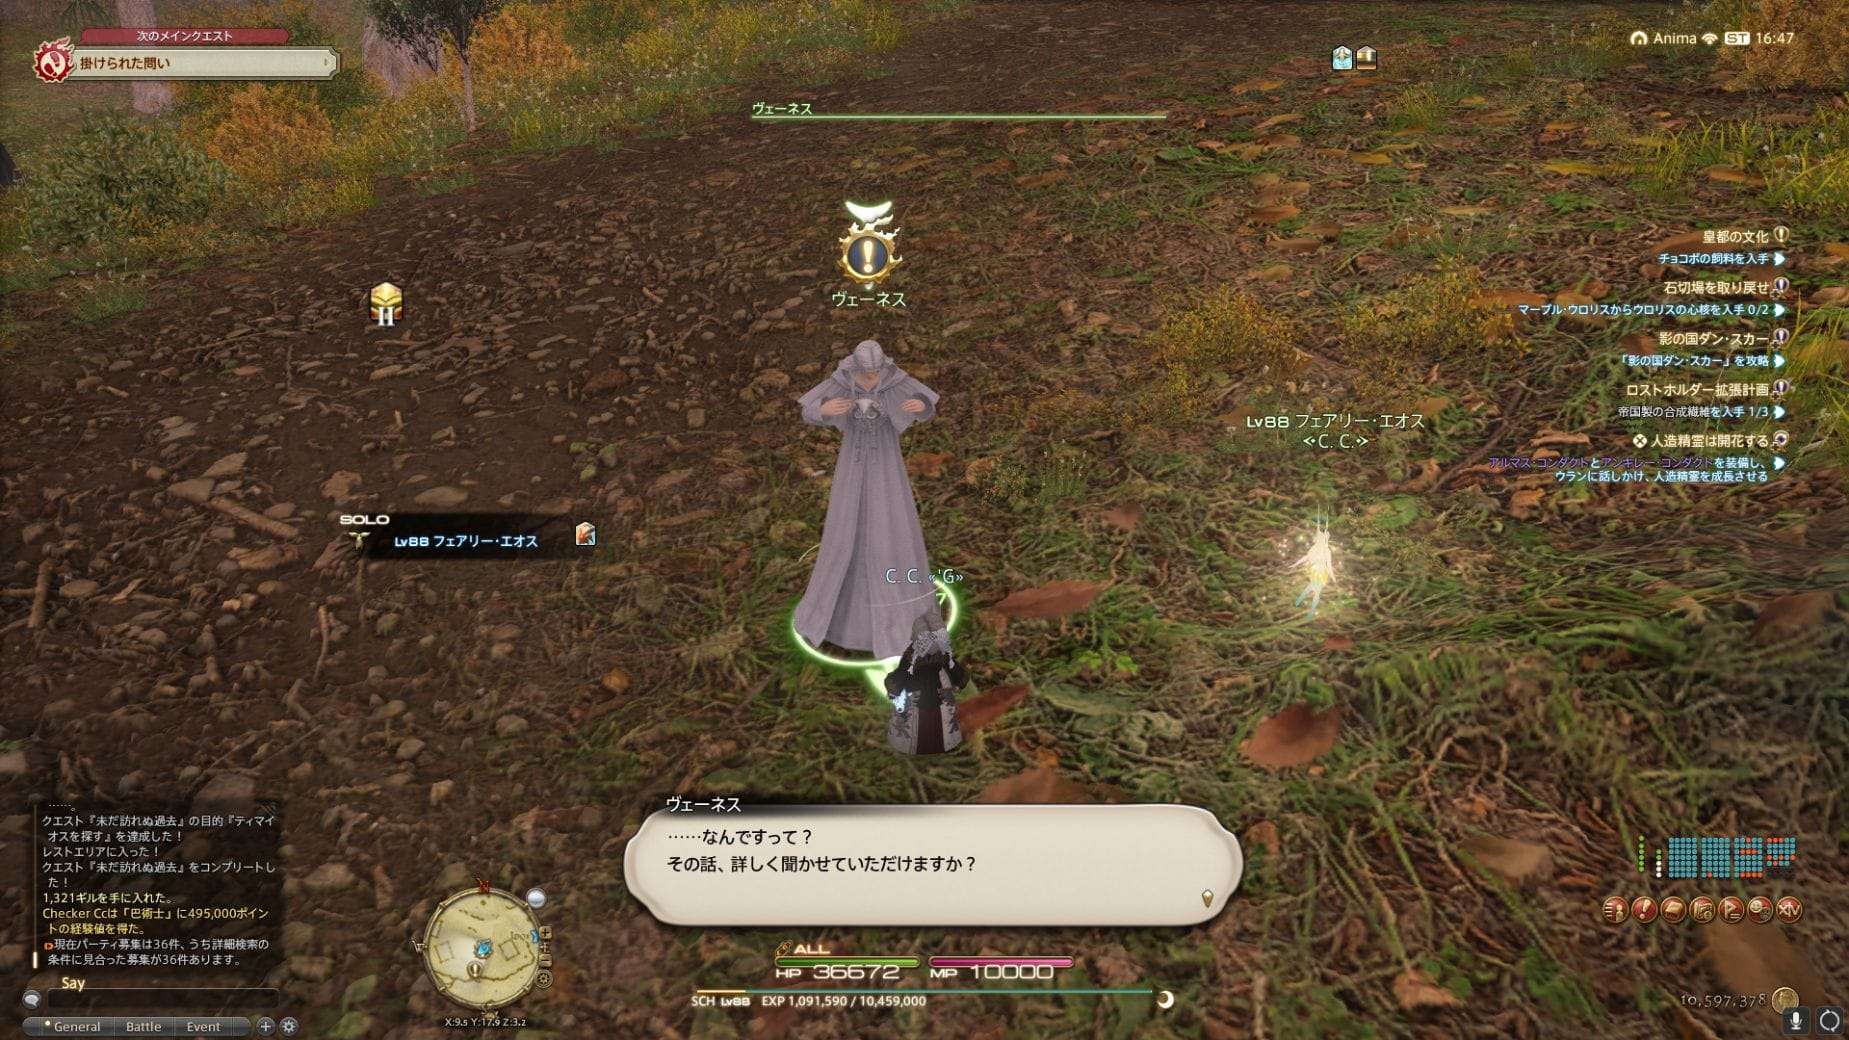 次のメインクエスト
掛けられた問い
Anima ST 16:47
ヴェーネス
ヴェーネス
皇都の文化
チョコボの飼料を入手
石切場を取り戻せ
マーブル・ウロリスからウロリスの心核を入手 0/2
影の国ダン・スカー
「影の国ダン・スカー」を攻略
ロストホルダー拡張計画
帝国製の合成繊維を入手 1/3
人造精霊は開花する
アルマス・コンダクトとアンキレー・コンダクトを装備し、
ウランに話しかけ、人造精霊を成長させる
Lv88 フェアリー・エオス
<C. C.>
II
SOLO
Lv88 フェアリー・エオス
C. C. «'G»
ヴェーネス
……なんですって？
その話、詳しく聞かせていただけますか？
……。
クエスト『未だ訪れぬ過去』の目的『ティマイ
オスを探す』を達成した！
レストエリアに入った！
クエスト『未だ訪れぬ過去』をコンプリートし
た！
1,321ギルを手に入れた。
Checker Ccは「巴術士」に495,000ポイン
トの経験値を得た。
現在パーティ募集は36件、うち詳細検索の
条件に見合った募集が36件あります。
Say
General Battle Event
N
X:9.5 Y:17.9 Z:3.2
ALL
HP 36672 MP 10000
SCH Lv88 EXP 1,091,590 / 10,459,000
XIV
10,597,378